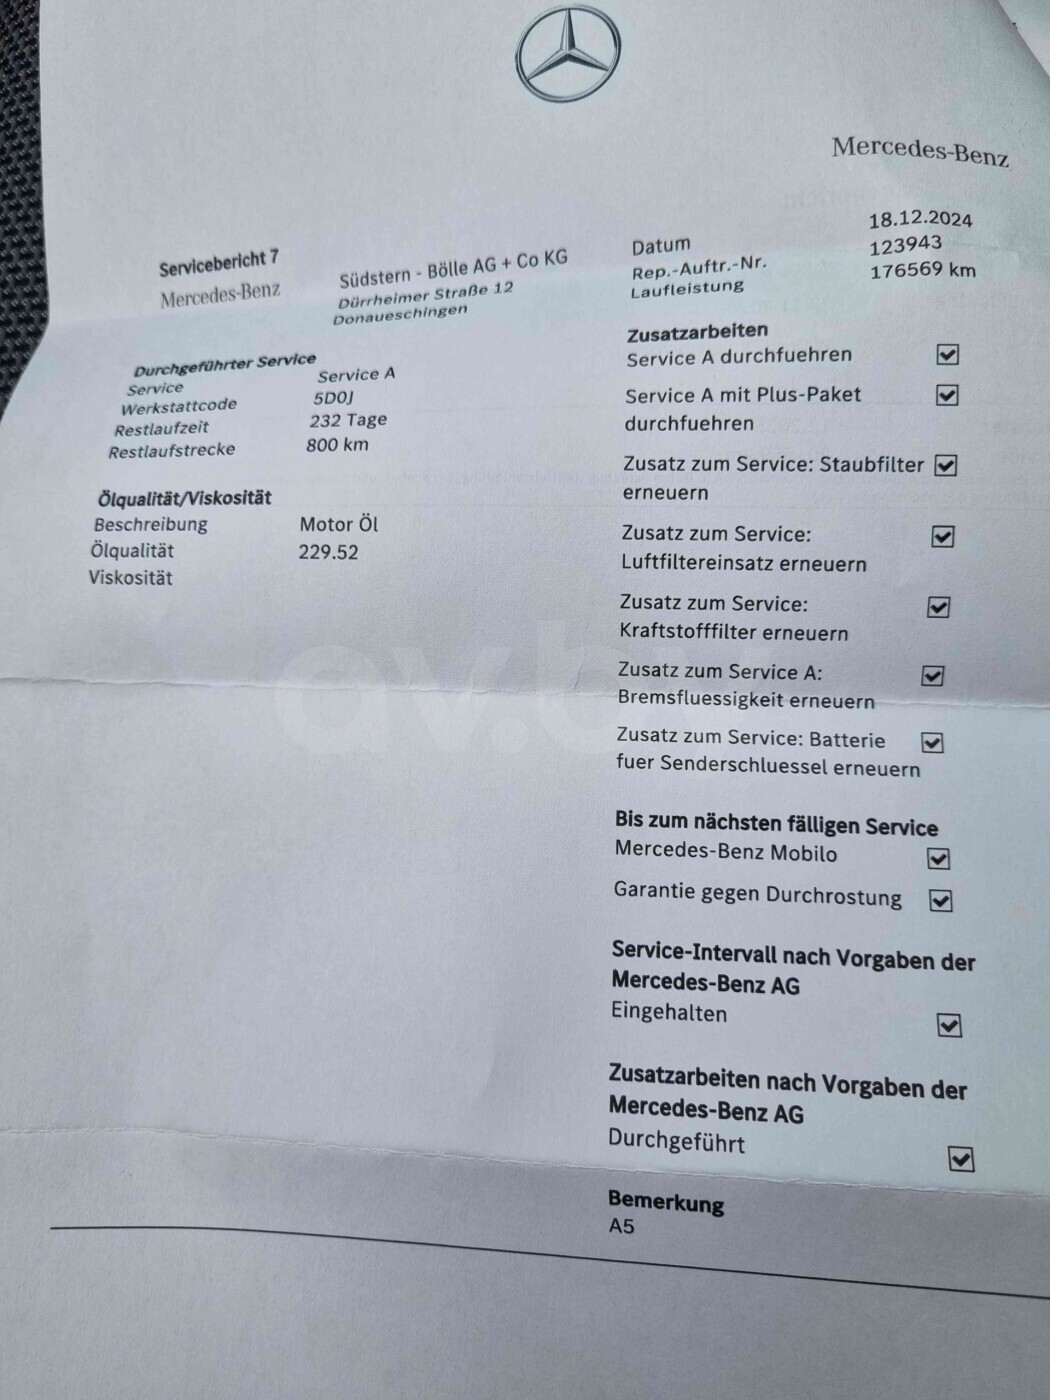 Mercedes-Benz
Servicebericht 7
Mercedes-Benz
Südstern - Bölle AG + Co KG
Dürrheimer Straße 12
Donaueschingen
Datum 18.12.2024
Rep.-Auftr.-Nr. 123943
Laufleistung 176569 km
Durchgeführter Service
Service Service A
Werkstattcode 5D0J
Restlaufzeit 232 Tage
Restlaufstrecke 800 km
Ölqualität/Viskosität
Beschreibung Motor Öl
Ölqualität 229.52
Viskosität
Zusatzarbeiten
Service A durchfuehren
Service A mit Plus-Paket
durchfuehren
Zusatz zum Service: Staubfilter
erneuern
Zusatz zum Service:
Luftfiltereinsatz erneuern
Zusatz zum Service:
Kraftstofffilter erneuern
Zusatz zum Service A:
Bremsfluessigkeit erneuern
Zusatz zum Service: Batterie
fuer Senderschluessel erneuern
Bis zum nächsten fälligen Service
Mercedes-Benz Mobilo
Garantie gegen Durchrostung
Service-Intervall nach Vorgaben der
Mercedes-Benz AG
Eingehalten
Zusatzarbeiten nach Vorgaben der
Mercedes-Benz AG
Durchgeführt
Bemerkung
A5
av.by